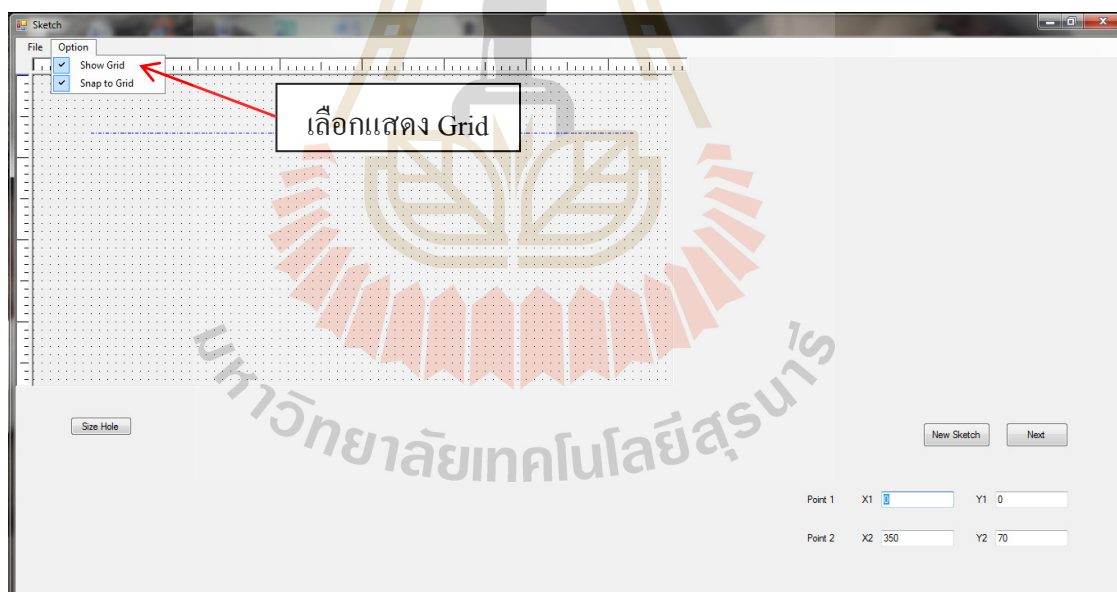 Sketch
File Option
Show Grid
Snap to Grid
เลือกแสดง Grid
Size Hole
New Sketch Next
Point 1 X1 0 Y1 0
Point 2 X2 350 Y2 70
มหาวิทยาลัยเทคโนโลยีสุรนารี